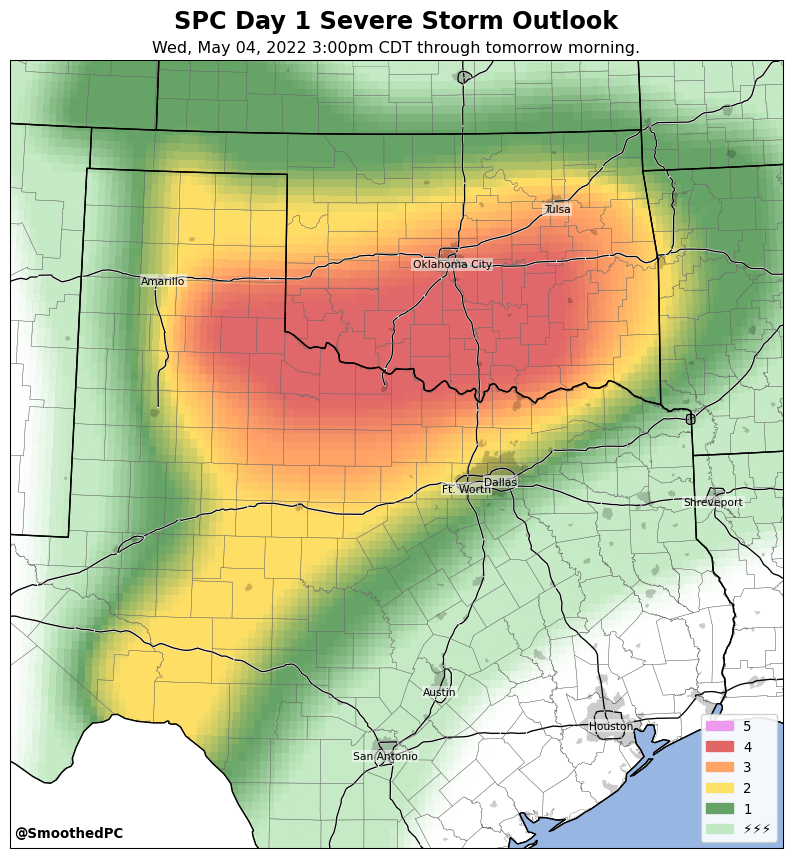 SPC Day 1 Severe Storm Outlook
Wed, May 04, 2022 3:00pm CDT through tomorrow morning.
Tulsa
Oklahoma City
Amarillo
Dallas
Ft. Worth
Shreveport
Austin
Houston
San Antonio
5
4
3
2
1
⚡⚡⚡
@SmoothedPC